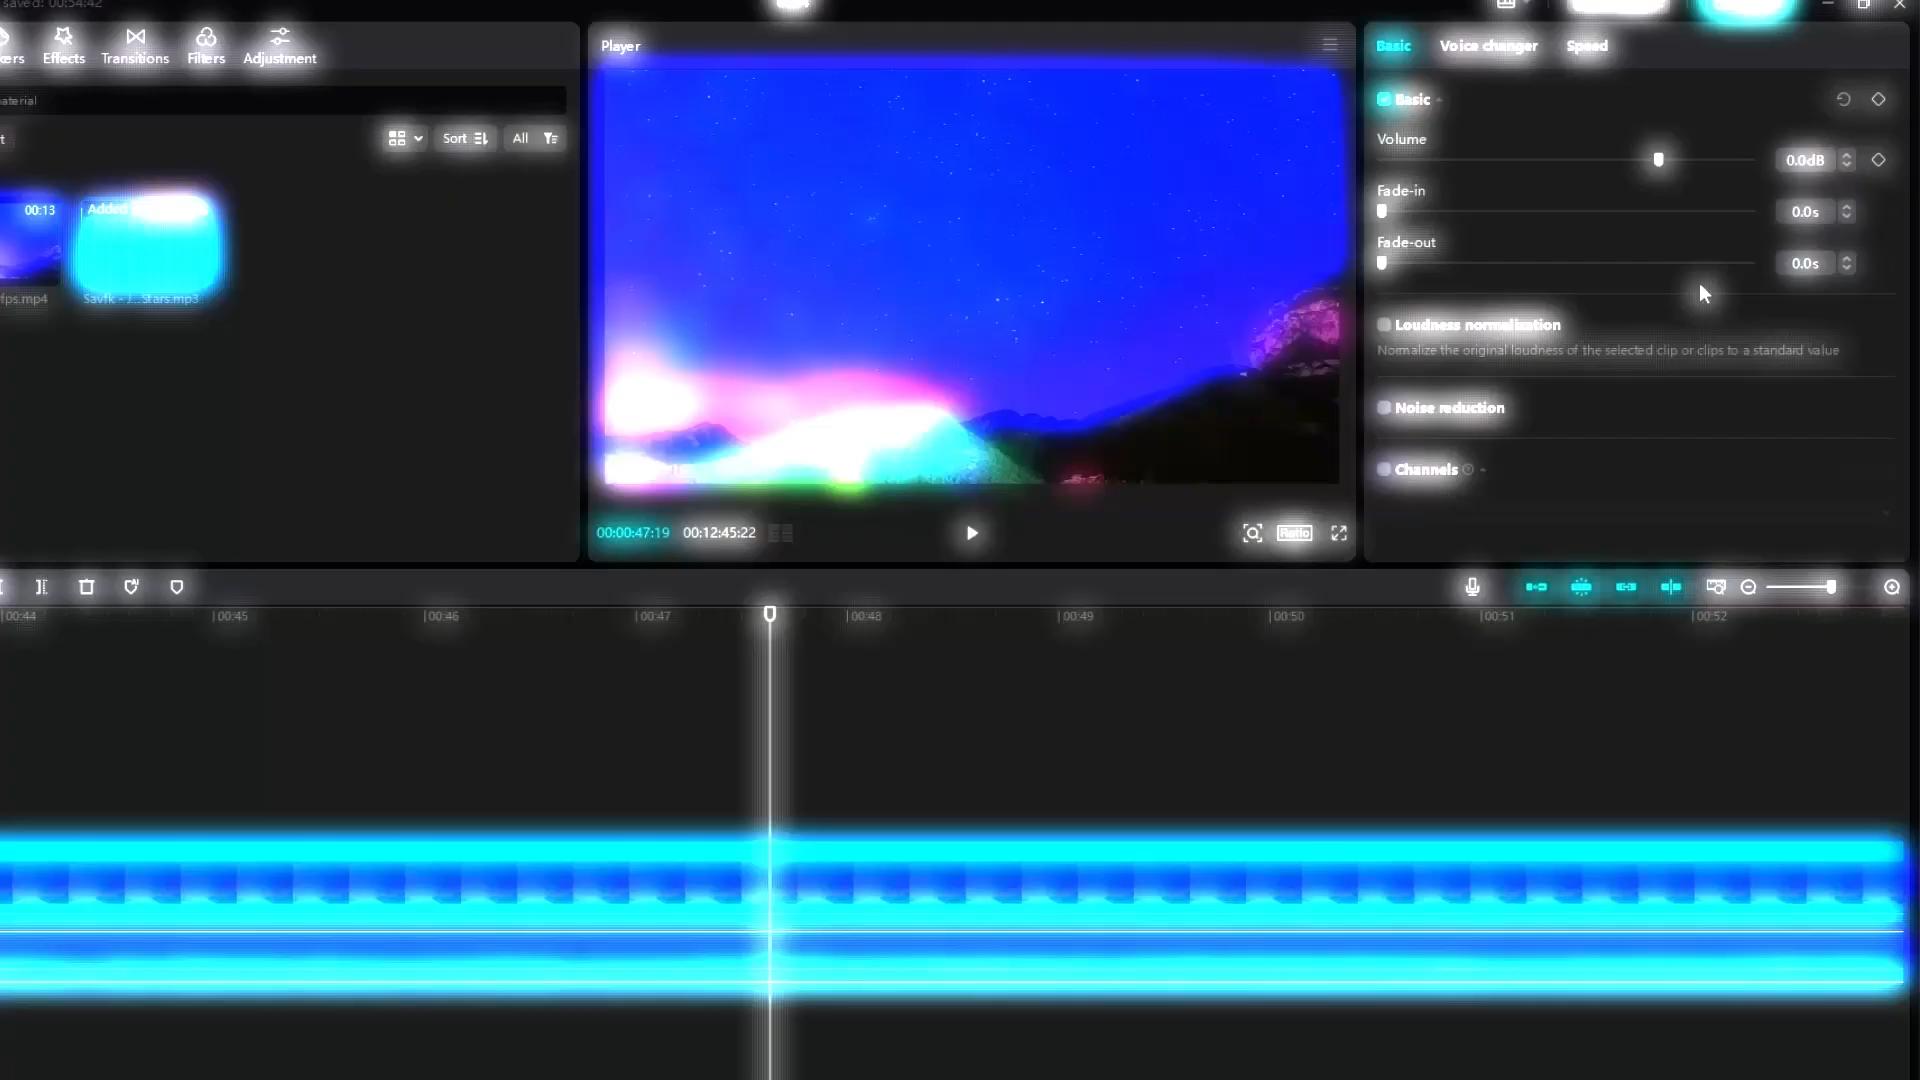 saved: 00:54:42
Effects
Transitions
Filters
Adjustment
Player
Basic
Voice changer
Speed
Basic
aterial
Sort
All
Volume
0.0dB
Fade-in
0.0s
Fade-out
0.0s
00:13
Added
fps.mp4
Savfk - J...Stars.mp3
Loudness normalization
Normalize the original loudness of the selected clip or clips to a standard value
Noise reduction
Channels
00:00:47:19
00:12:45:22
Ratio
00:44
00:45
00:46
00:47
00:48
00:49
00:50
00:51
00:52